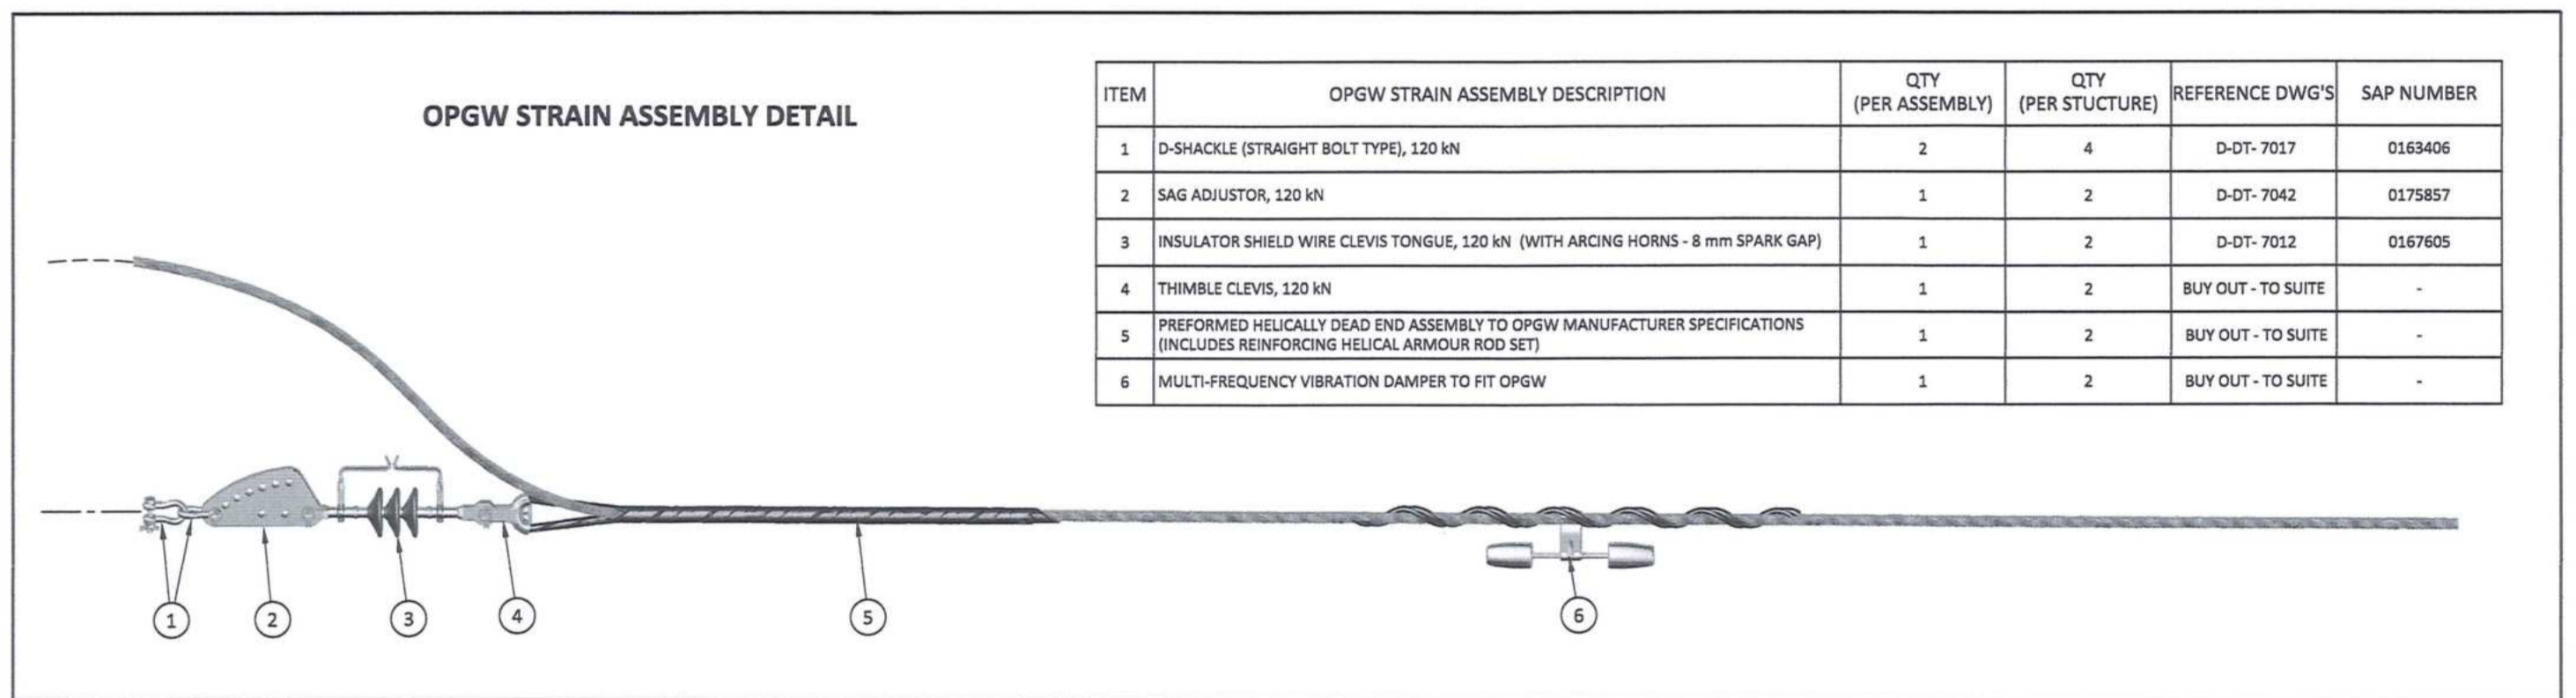 OPGW STRAIN ASSEMBLY DETAIL
ITEM OPGW STRAIN ASSEMBLY DESCRIPTION QTY (PER ASSEMBLY) QTY (PER STUCTURE) REFERENCE DWG'S SAP NUMBER
1 D-SHACKLE (STRAIGHT BOLT TYPE), 120 kN 2 4 D-DT- 7017 0163406
2 SAG ADJUSTOR, 120 kN 1 2 D-DT- 7042 0175857
3 INSULATOR SHIELD WIRE CLEVIS TONGUE, 120 kN (WITH ARCING HORNS - 8 mm SPARK GAP) 1 2 D-DT- 7012 0167605
4 THIMBLE CLEVIS, 120 kN 1 2 BUY OUT - TO SUITE -
5 PREFORMED HELICALLY DEAD END ASSEMBLY TO OPGW MANUFACTURER SPECIFICATIONS
(INCLUDES REINFORCING HELICAL ARMOUR ROD SET) 1 2 BUY OUT - TO SUITE -
6 MULTI-FREQUENCY VIBRATION DAMPER TO FIT OPGW 1 2 BUY OUT - TO SUITE -
1 2 3 4 5 6